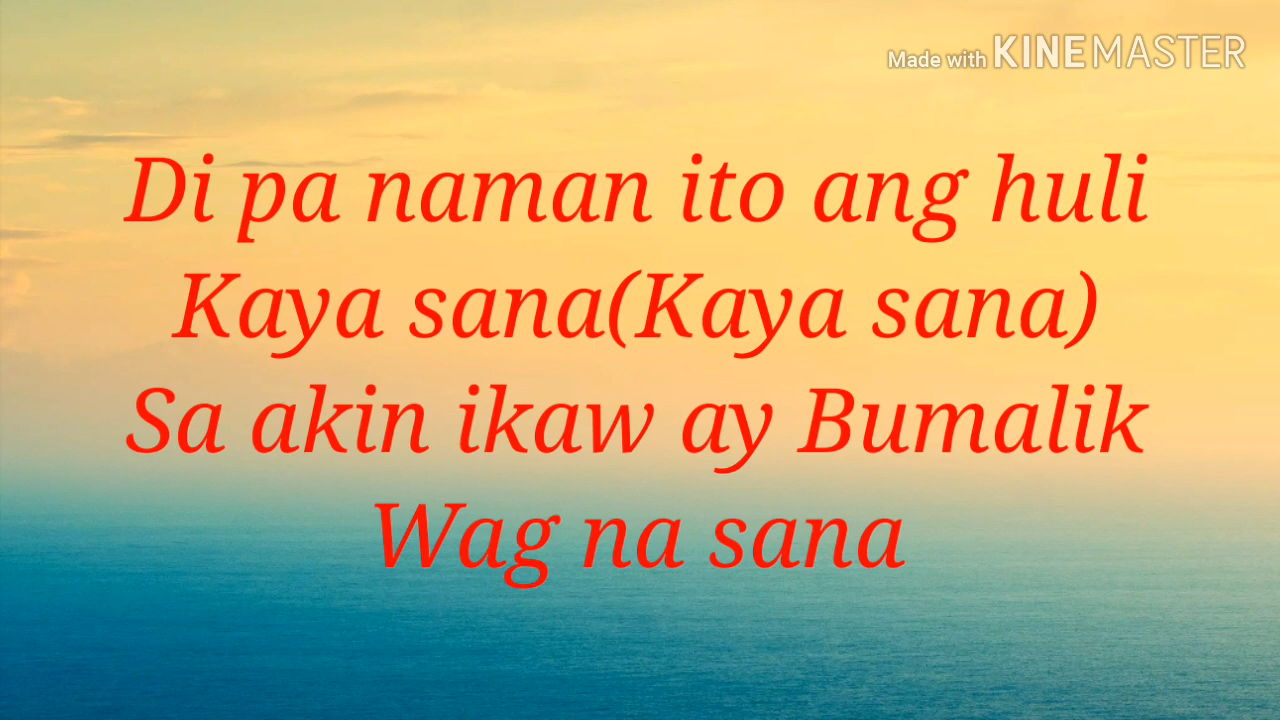 Made with KINEMASTER
Di pa naman ito ang huli
Kaya sana(Kaya sana)
Sa akin ikaw ay Bumalik
Wag na sana